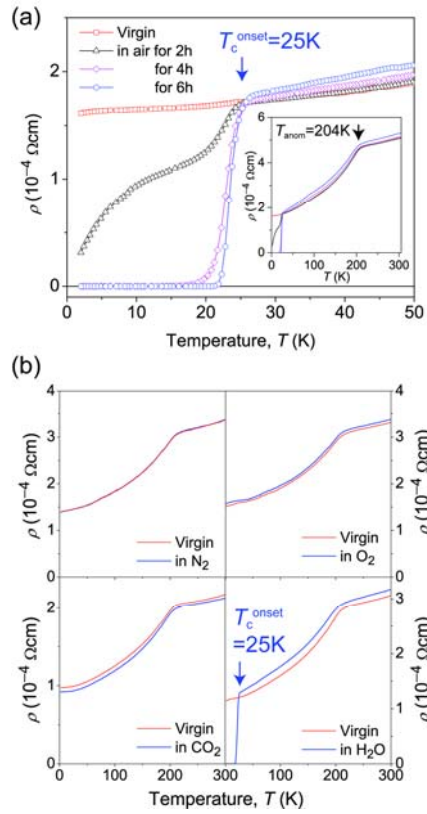 (a)
Virgin
in air for 2h
for 4h
for 6h
T_c^onset = 25K
T_anom = 204K
ρ (10⁻⁴ Ωcm)
6
4
2
0
0 100 200 300
T (K)
ρ (10⁻⁴ Ωcm)
2
1
0
0 10 20 30 40 50
Temperature, T (K)
(b)
ρ (10⁻⁴ Ωcm)
4
3
2
1
0
Virgin
in N₂
Virgin
in O₂
4
3
2
1
0
ρ (10⁻⁴ Ωcm)
ρ (10⁻⁴ Ωcm)
2
1
0
Virgin
in CO₂
T_c^onset
=25K
Virgin
in H₂O
3
2
1
0
ρ (10⁻⁴ Ωcm)
0 100 200 300 100 200 300
Temperature, T (K)